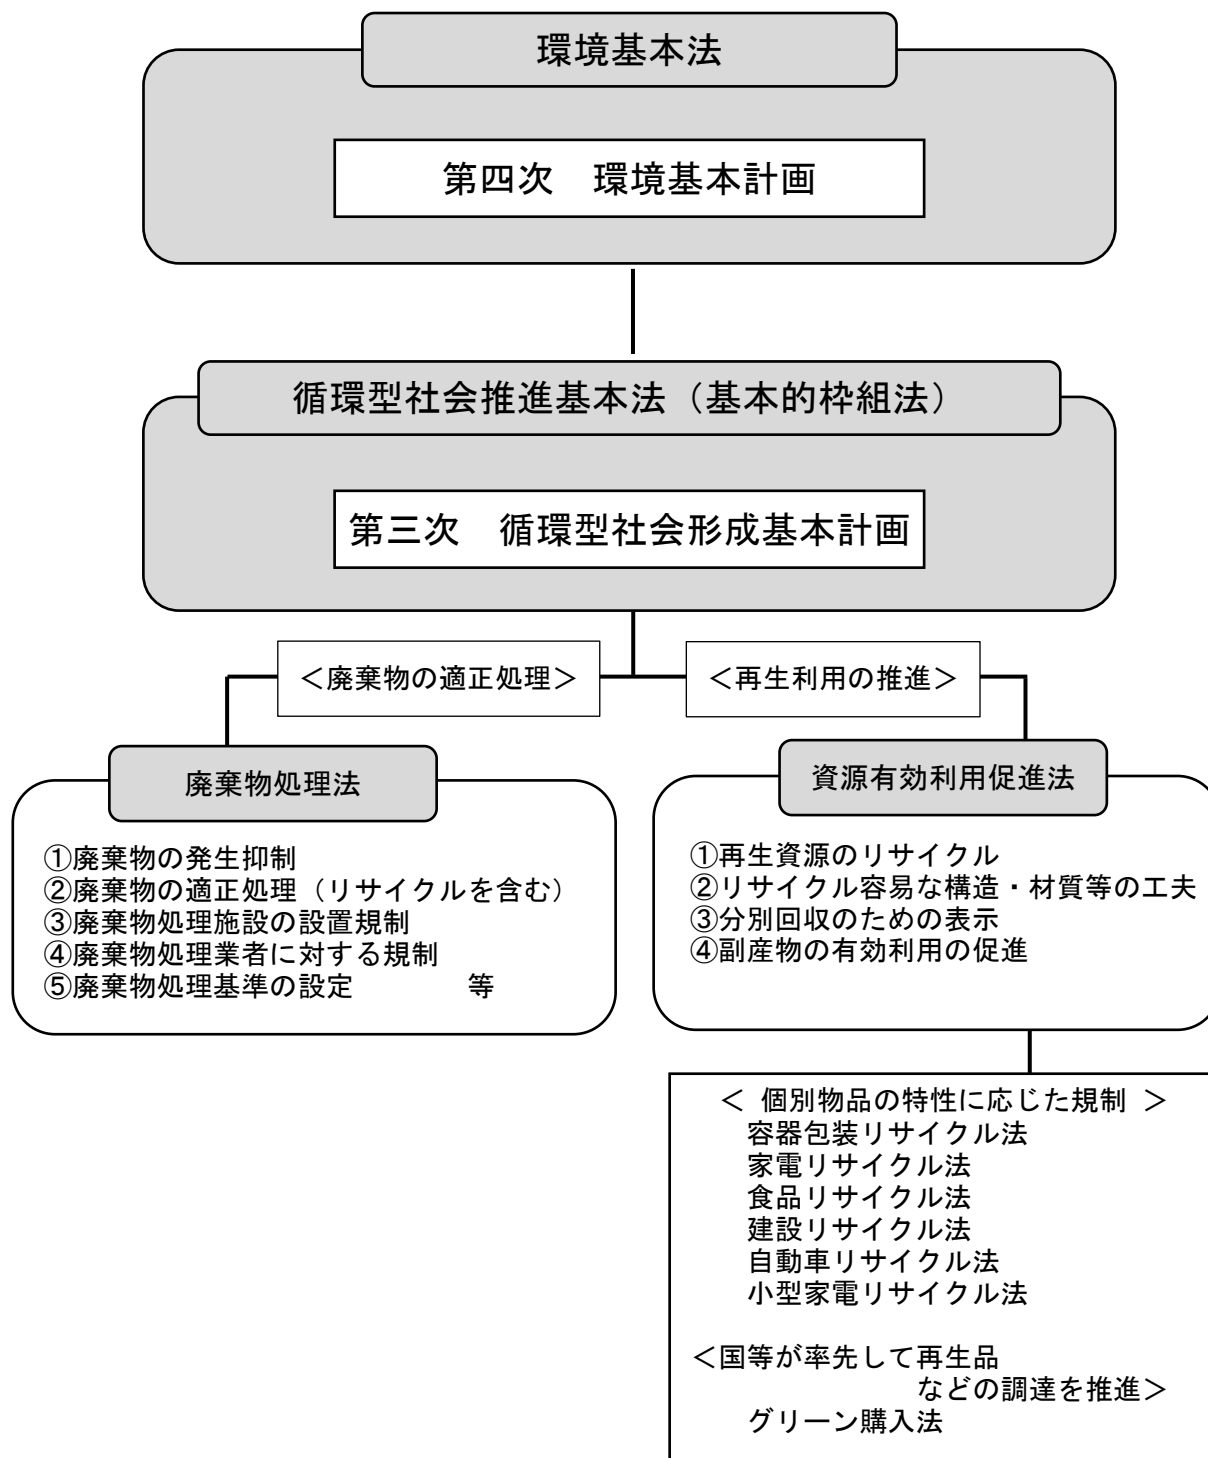 環境基本法
第四次　環境基本計画
循環型社会推進基本法（基本的枠組法）
第三次　循環型社会形成基本計画
＜廃棄物の適正処理＞
＜再生利用の推進＞
廃棄物処理法
①廃棄物の発生抑制
②廃棄物の適正処理（リサイクルを含む）
③廃棄物処理施設の設置規制
④廃棄物処理業者に対する規制
⑤廃棄物処理基準の設定　　　　等
資源有効利用促進法
①再生資源のリサイクル
②リサイクル容易な構造・材質等の工夫
③分別回収のための表示
④副産物の有効利用の促進
＜ 個別物品の特性に応じた規制 ＞
容器包装リサイクル法
家電リサイクル法
食品リサイクル法
建設リサイクル法
自動車リサイクル法
小型家電リサイクル法
＜国等が率先して再生品
などの調達を推進＞
グリーン購入法